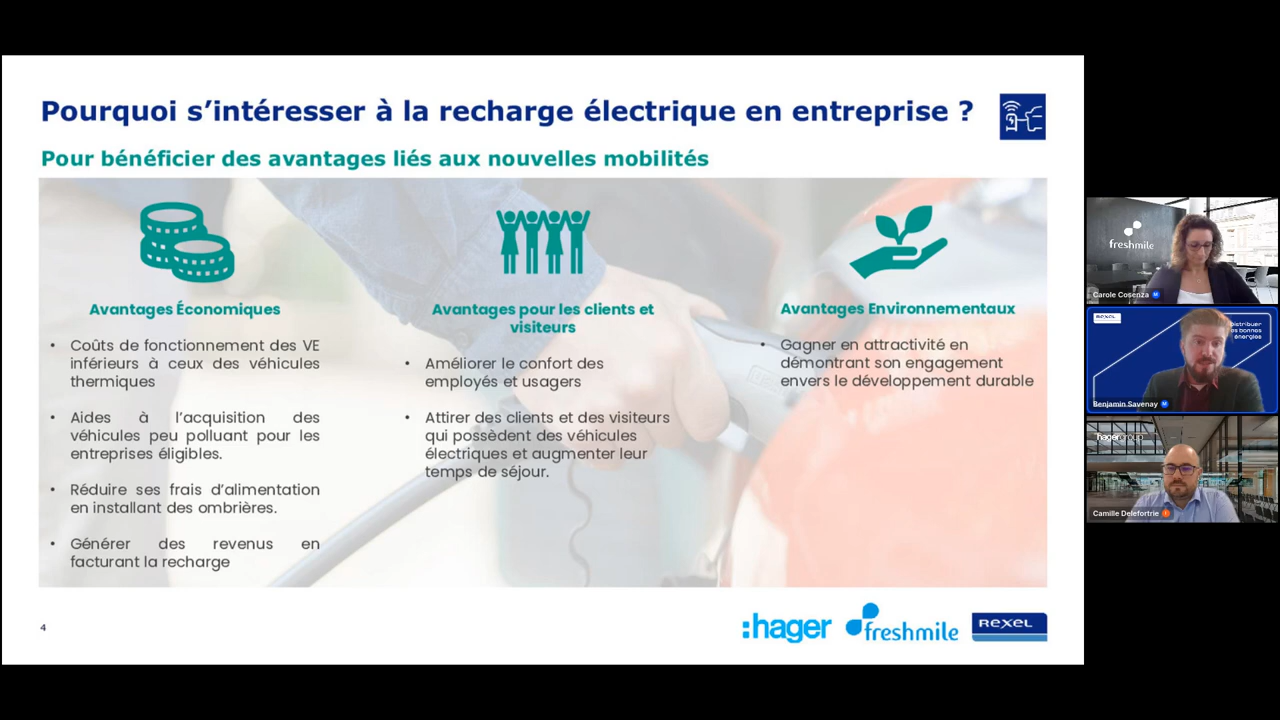 Pourquoi s'intéresser à la recharge électrique en entreprise ?
Pour bénéficier des avantages liés aux nouvelles mobilités
Avantages Économiques
• Coûts de fonctionnement des VE
inférieurs à ceux des véhicules
thermiques
• Aides à l'acquisition des
véhicules peu polluant pour les
entreprises éligibles.
• Réduire ses frais d'alimentation
en installant des ombrières.
• Générer des revenus en
facturant la recharge
Avantages pour les clients et
visiteurs
• Améliorer le confort des
employés et usagers
• Attirer des clients et des visiteurs
qui possèdent des véhicules
électriques et augmenter leur
temps de séjour.
Avantages Environnementaux
• Gagner en attractivité en
démontrant son engagement
envers le développement durable
4
:hager
freshmile
REXEL
freshmile
Carole Cosenza
REXEL
distribuer
es bonnes
énergies
Benjamin Savenay
hagergroup
Camille Delefortrie